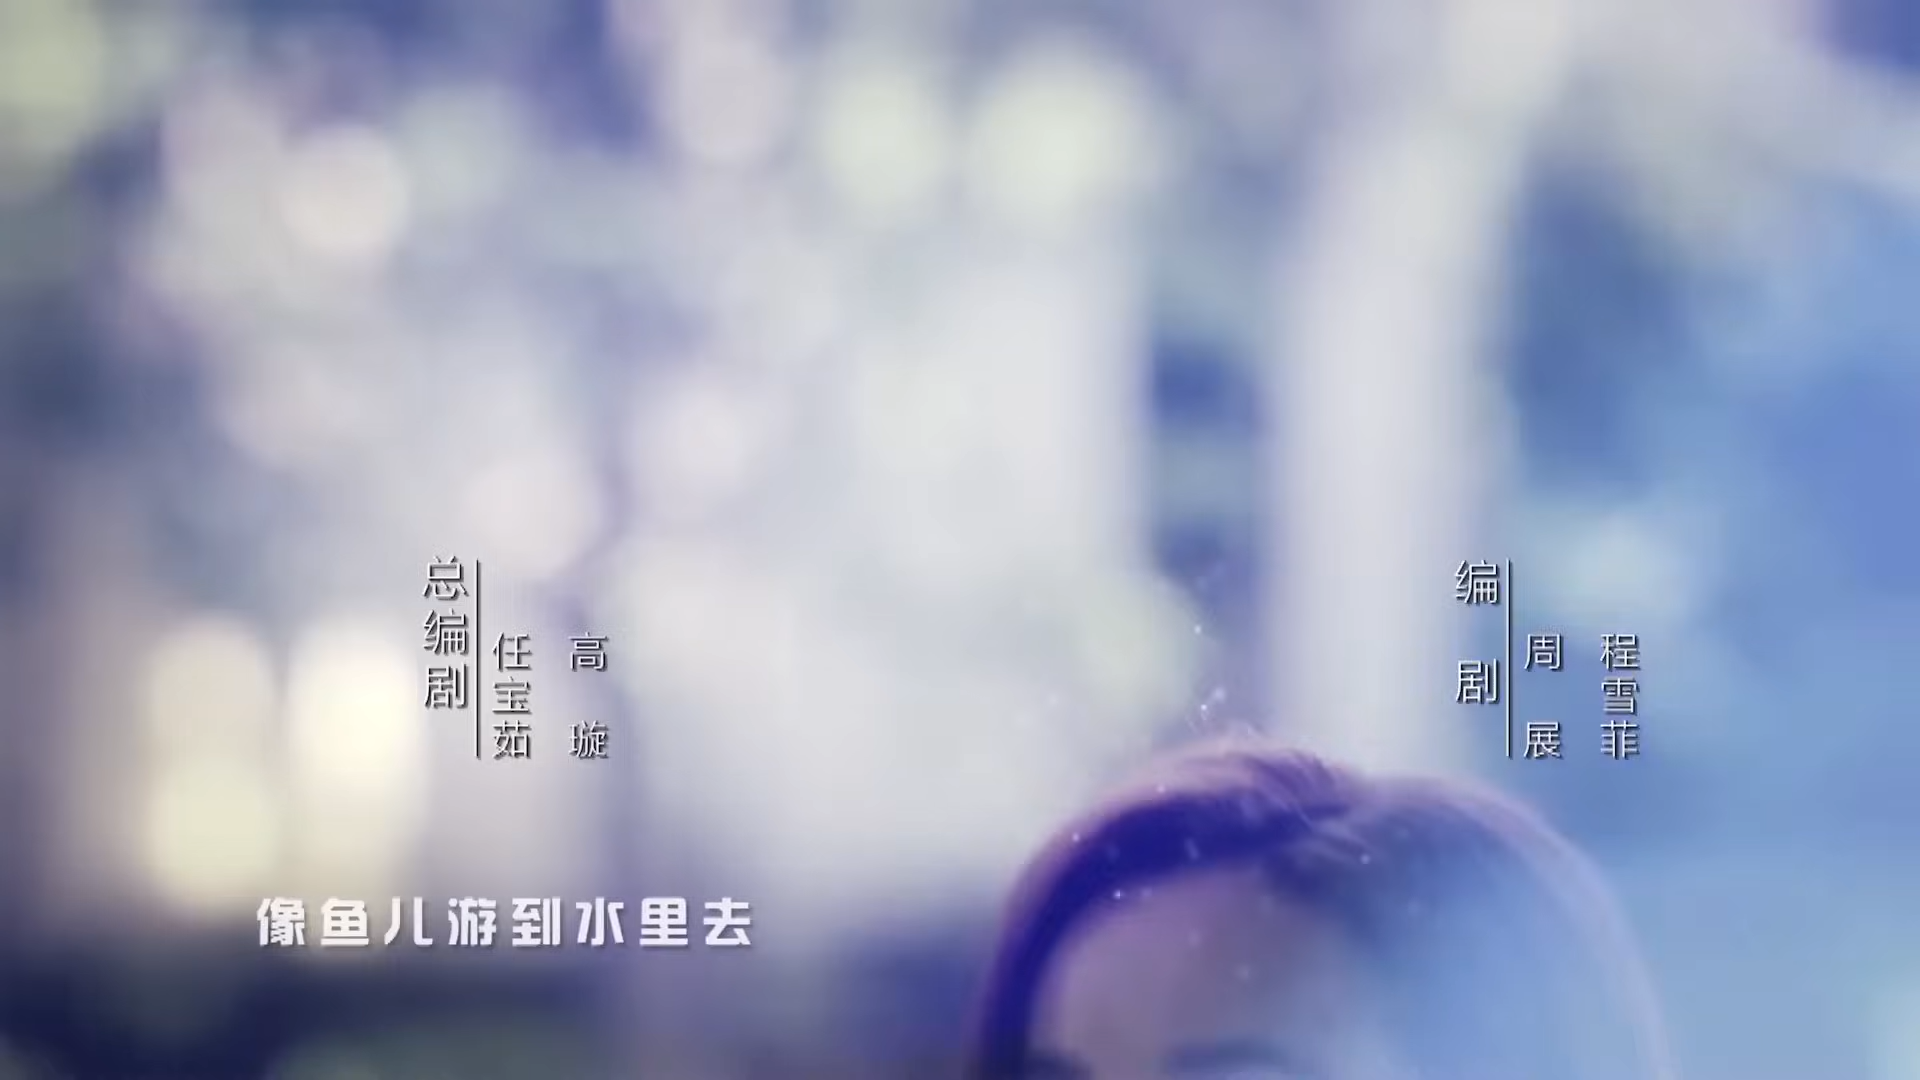 总编剧
任宝茹
高璇
编剧
周展
程雪菲
像鱼儿游到水里去